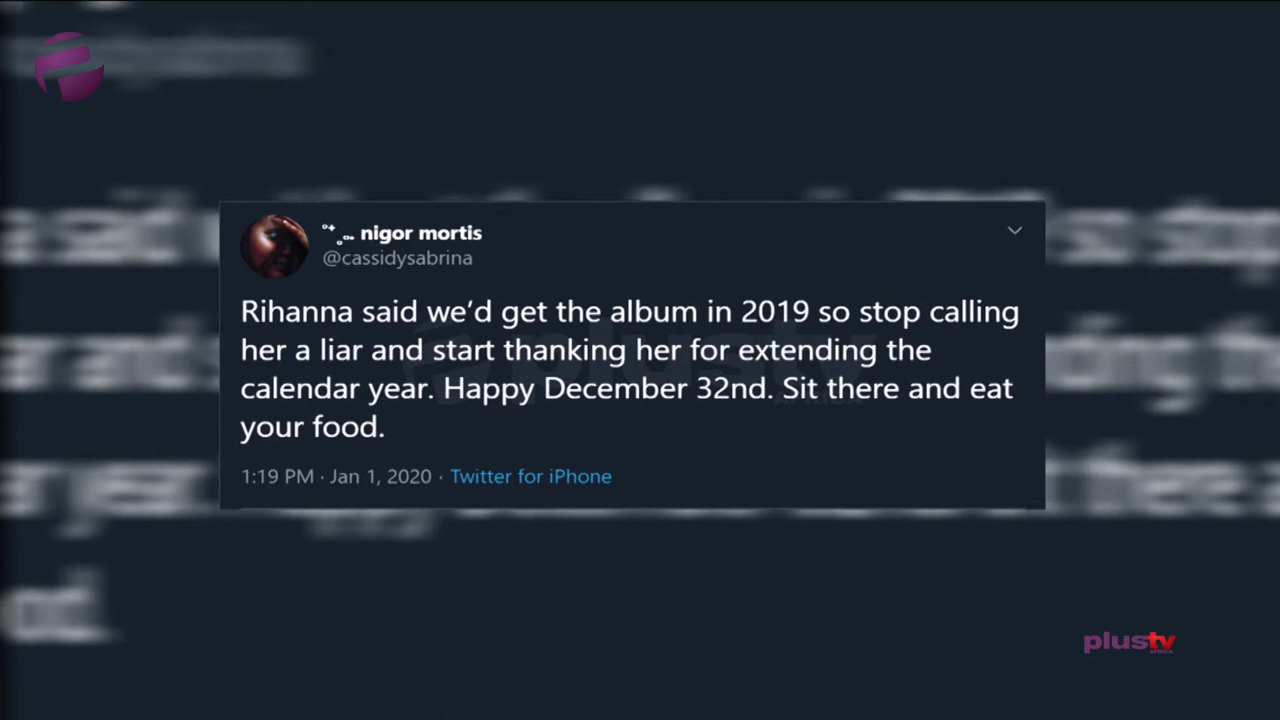 nigor mortis
@cassidysabrina
Rihanna said we'd get the album in 2019 so stop calling
her a liar and start thanking her for extending the
calendar year. Happy December 32nd. Sit there and eat
your food.
1:19 PM · Jan 1, 2020 · Twitter for iPhone
plustv
AFRICA